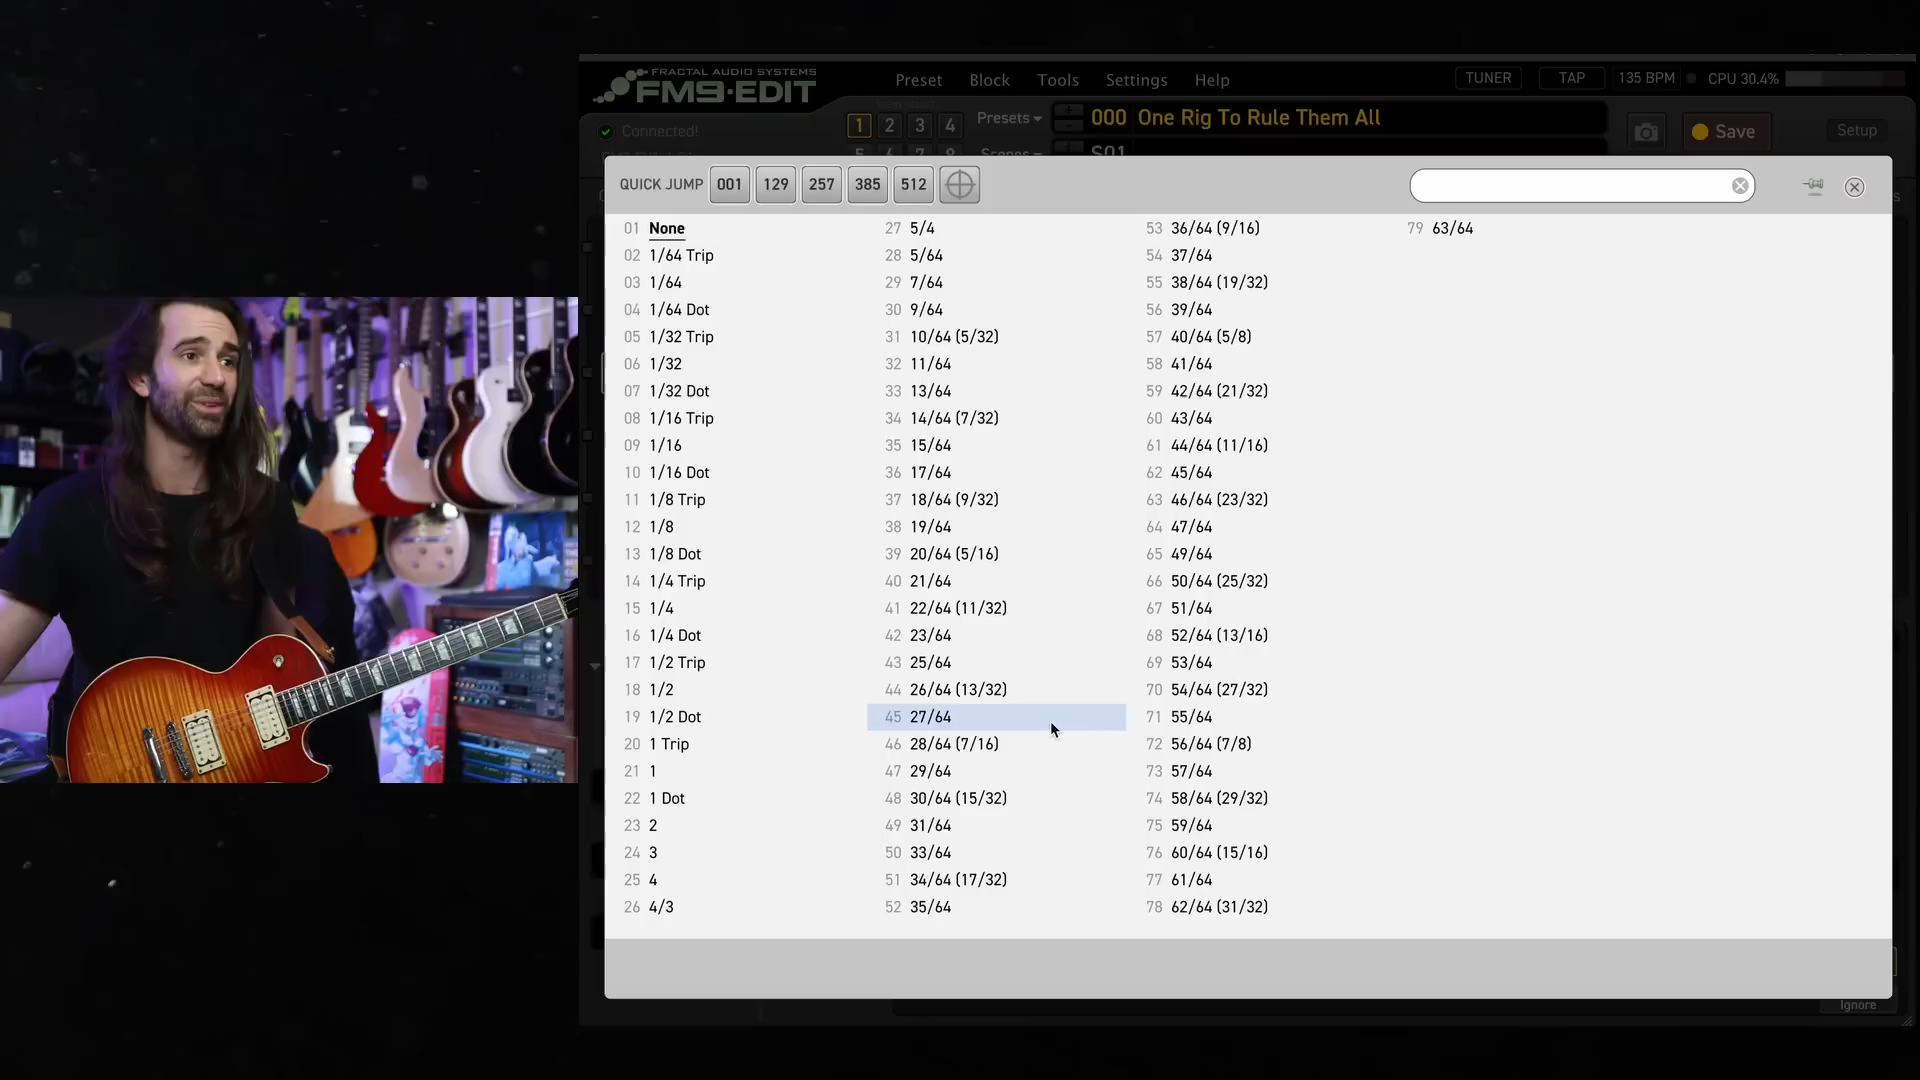 FRACTAL AUDIO SYSTEMS
FM9-EDIT
Preset Block Tools Settings Help
TUNER TAP 135 BPM CPU 30.4%
Connected!
1 2 3 4
Presets
000 One Rig To Rule Them All
Save
Setup
Scenes
S01
QUICK JUMP 001 129 257 385 512
01 None
02 1/64 Trip
03 1/64
04 1/64 Dot
05 1/32 Trip
06 1/32
07 1/32 Dot
08 1/16 Trip
09 1/16
10 1/16 Dot
11 1/8 Trip
12 1/8
13 1/8 Dot
14 1/4 Trip
15 1/4
16 1/4 Dot
17 1/2 Trip
18 1/2
19 1/2 Dot
20 1 Trip
21 1
22 1 Dot
23 2
24 3
25 4
26 4/3
27 5/4
28 5/64
29 7/64
30 9/64
31 10/64 (5/32)
32 11/64
33 13/64
34 14/64 (7/32)
35 15/64
36 17/64
37 18/64 (9/32)
38 19/64
39 20/64 (5/16)
40 21/64
41 22/64 (11/32)
42 23/64
43 25/64
44 26/64 (13/32)
45 27/64
46 28/64 (7/16)
47 29/64
48 30/64 (15/32)
49 31/64
50 33/64
51 34/64 (17/32)
52 35/64
53 36/64 (9/16)
54 37/64
55 38/64 (19/32)
56 39/64
57 40/64 (5/8)
58 41/64
59 42/64 (21/32)
60 43/64
61 44/64 (11/16)
62 45/64
63 46/64 (23/32)
64 47/64
65 49/64
66 50/64 (25/32)
67 51/64
68 52/64 (13/16)
69 53/64
70 54/64 (27/32)
71 55/64
72 56/64 (7/8)
73 57/64
74 58/64 (29/32)
75 59/64
76 60/64 (15/16)
77 61/64
78 62/64 (31/32)
79 63/64
Ignore